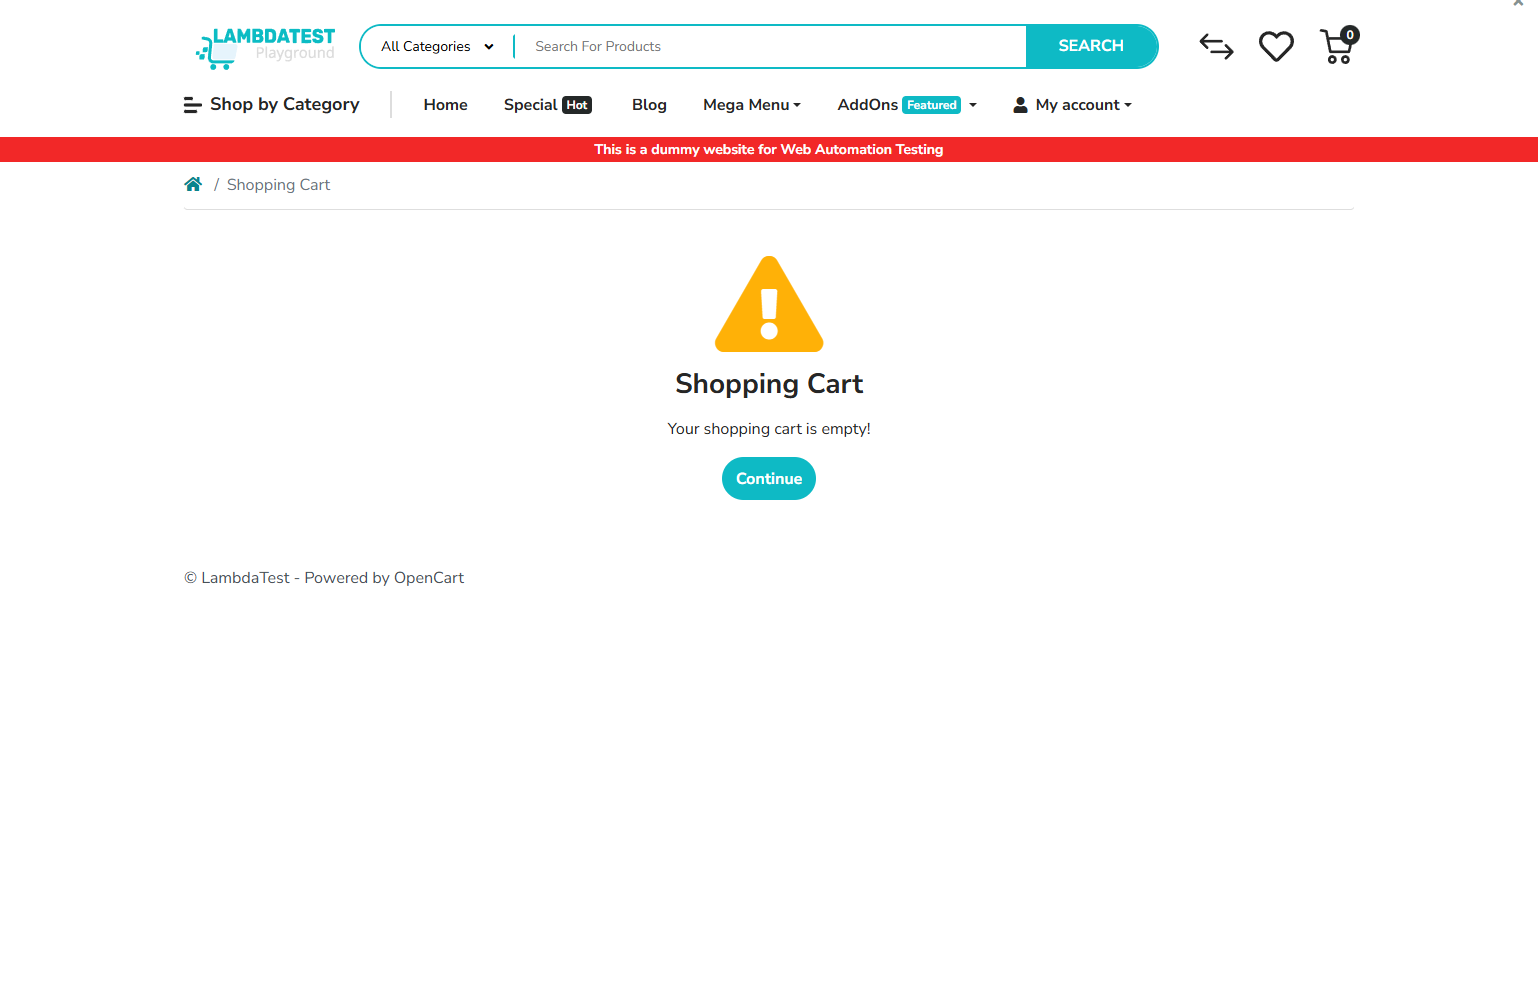 LAMBDATEST
Playground
All Categories
Search For Products
SEARCH
0
Shop by Category
Home
Special Hot
Blog
Mega Menu
AddOns Featured
My account
This is a dummy website for Web Automation Testing
/ Shopping Cart
Shopping Cart
Your shopping cart is empty!
Continue
© LambdaTest - Powered by OpenCart